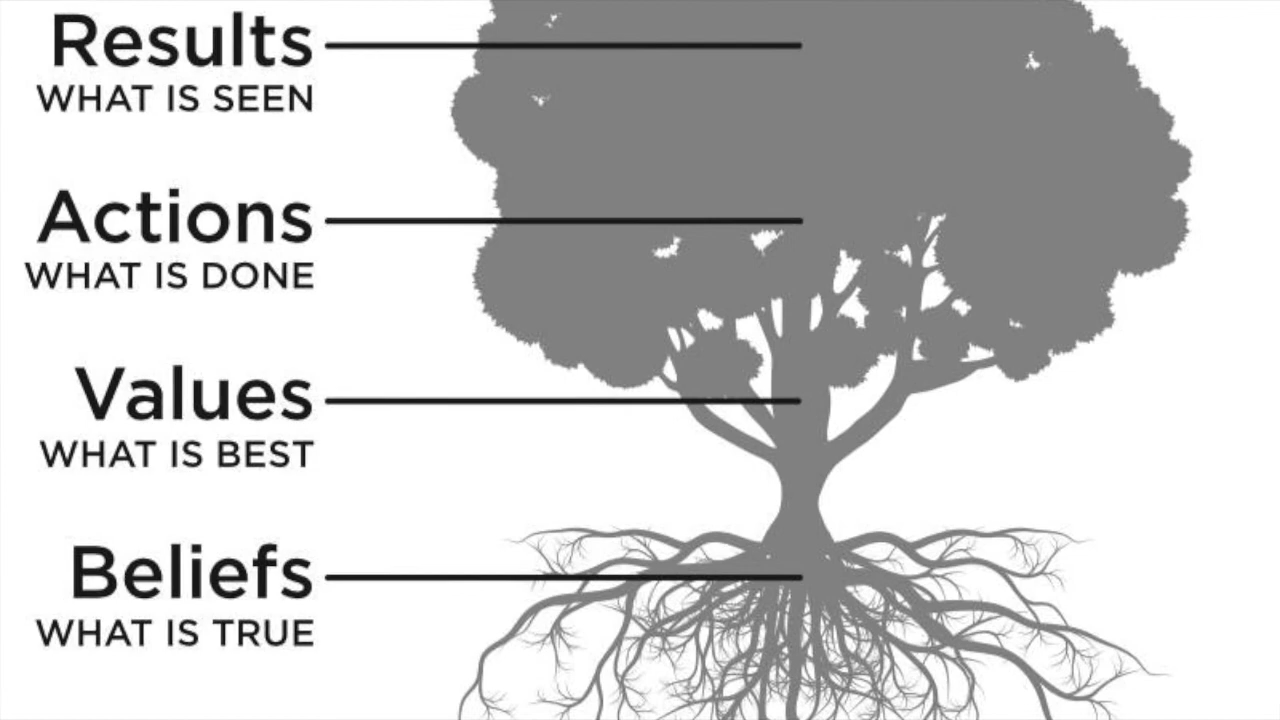 Results
WHAT IS SEEN
Actions
WHAT IS DONE
Values
WHAT IS BEST
Beliefs
WHAT IS TRUE